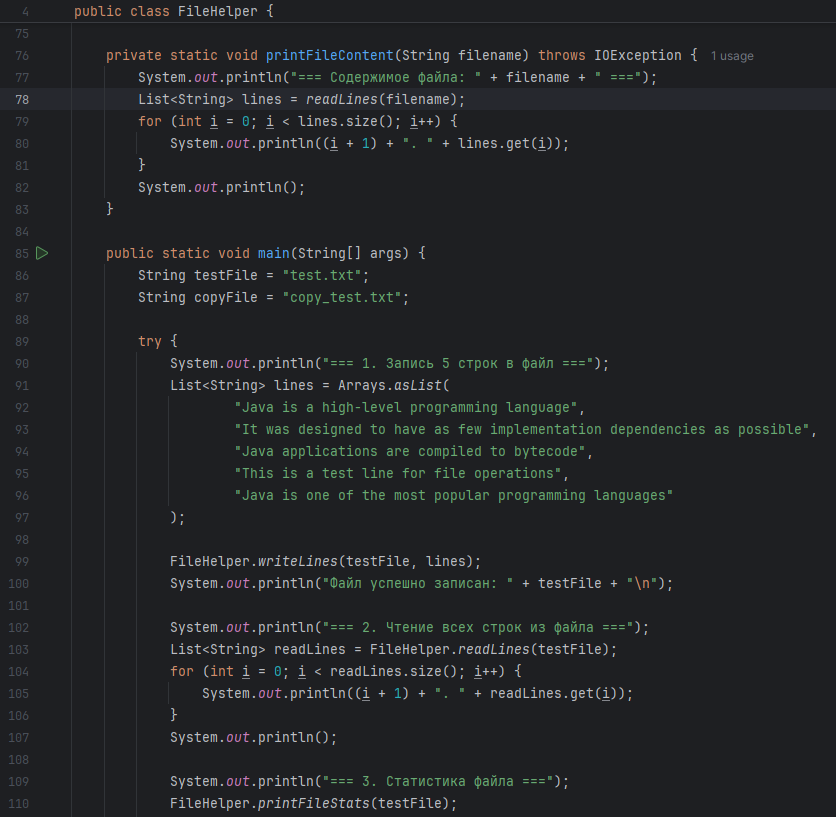 4 public class FileHelper {
75
76 private static void printFileContent(String filename) throws IOException { 1 usage
77 System.out.println("=== Содержимое файла: " + filename + " ===");
78 List<String> lines = readLines(filename);
79 for (int i = 0; i < lines.size(); i++) {
80 System.out.println((i + 1) + ". " + lines.get(i));
81 }
82 System.out.println();
83 }
84
85 public static void main(String[] args) {
86 String testFile = "test.txt";
87 String copyFile = "copy_test.txt";
88
89 try {
90 System.out.println("=== 1. Запись 5 строк в файл ===");
91 List<String> lines = Arrays.asList(
92 "Java is a high-level programming language",
93 "It was designed to have as few implementation dependencies as possible",
94 "Java applications are compiled to bytecode",
95 "This is a test line for file operations",
96 "Java is one of the most popular programming languages"
97 );
98
99 FileHelper.writeLines(testFile, lines);
100 System.out.println("Файл успешно записан: " + testFile + "\n");
101
102 System.out.println("=== 2. Чтение всех строк из файла ===");
103 List<String> readLines = FileHelper.readLines(testFile);
104 for (int i = 0; i < readLines.size(); i++) {
105 System.out.println((i + 1) + ". " + readLines.get(i));
106 }
107 System.out.println();
108
109 System.out.println("=== 3. Статистика файла ===");
110 FileHelper.printFileStats(testFile);